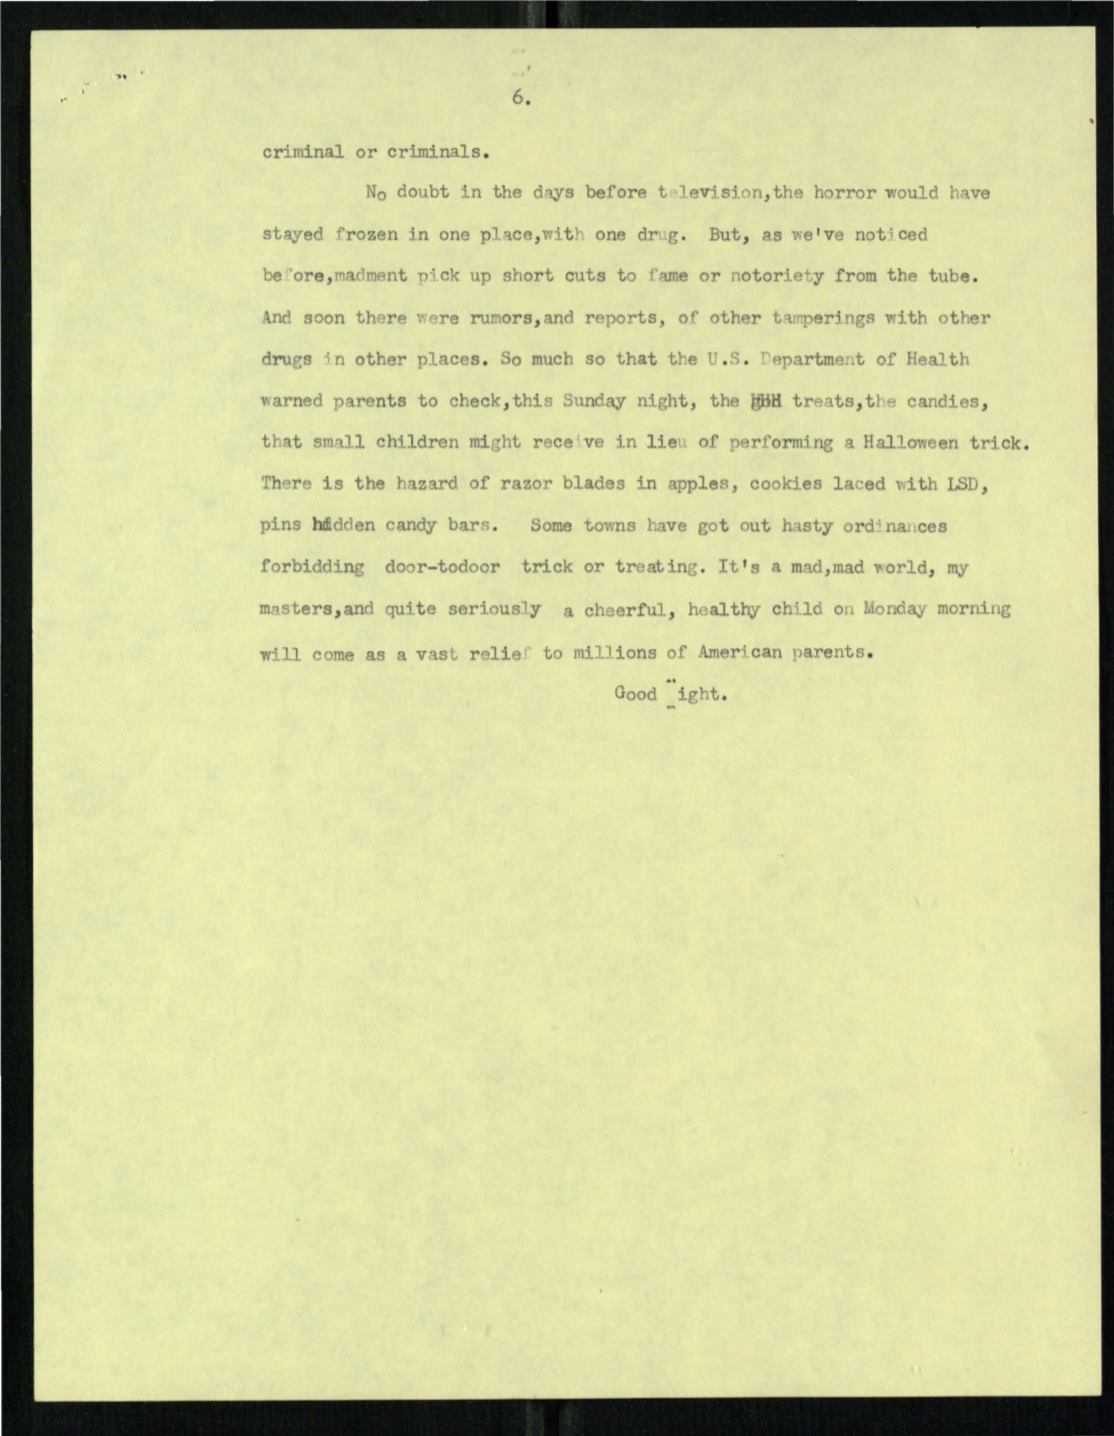 6.
criminal or criminals.
No doubt in the days before television,the horror would have
stayed frozen in one place,with one drug. But, as we've noticed
before,madment pick up short cuts to fame or notoriety from the tube.
And soon there were rumors,and reports, of other tamperings with other
drugs in other places. So much so that the U.S. Department of Health
warned parents to check,this Sunday night, the treats,the candies,
that small children might receive in lieu of performing a Halloween trick.
There is the hazard of razor blades in apples, cookies laced with LSD,
pins hidden candy bars. Some towns have got out hasty ordinances
forbidding door-todoor trick or treating. It's a mad,mad world, my
masters,and quite seriously a cheerful, healthy child on Monday morning
will come as a vast relief to millions of American parents.
Good Night.